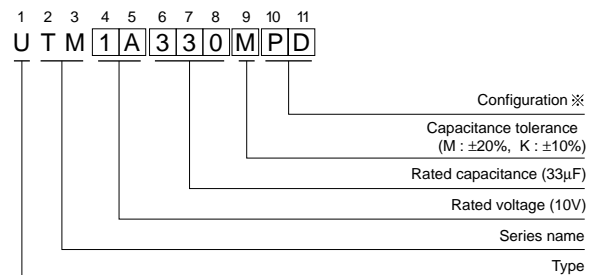 1 2 3 4 5 6 7 8 9 10 11
U T M 1 A 3 3 0 M P D
Configuration ※
Capacitance tolerance
(M : ±20%, K : ±10%)
Rated capacitance (33µF)
Rated voltage (10V)
Series name
Type